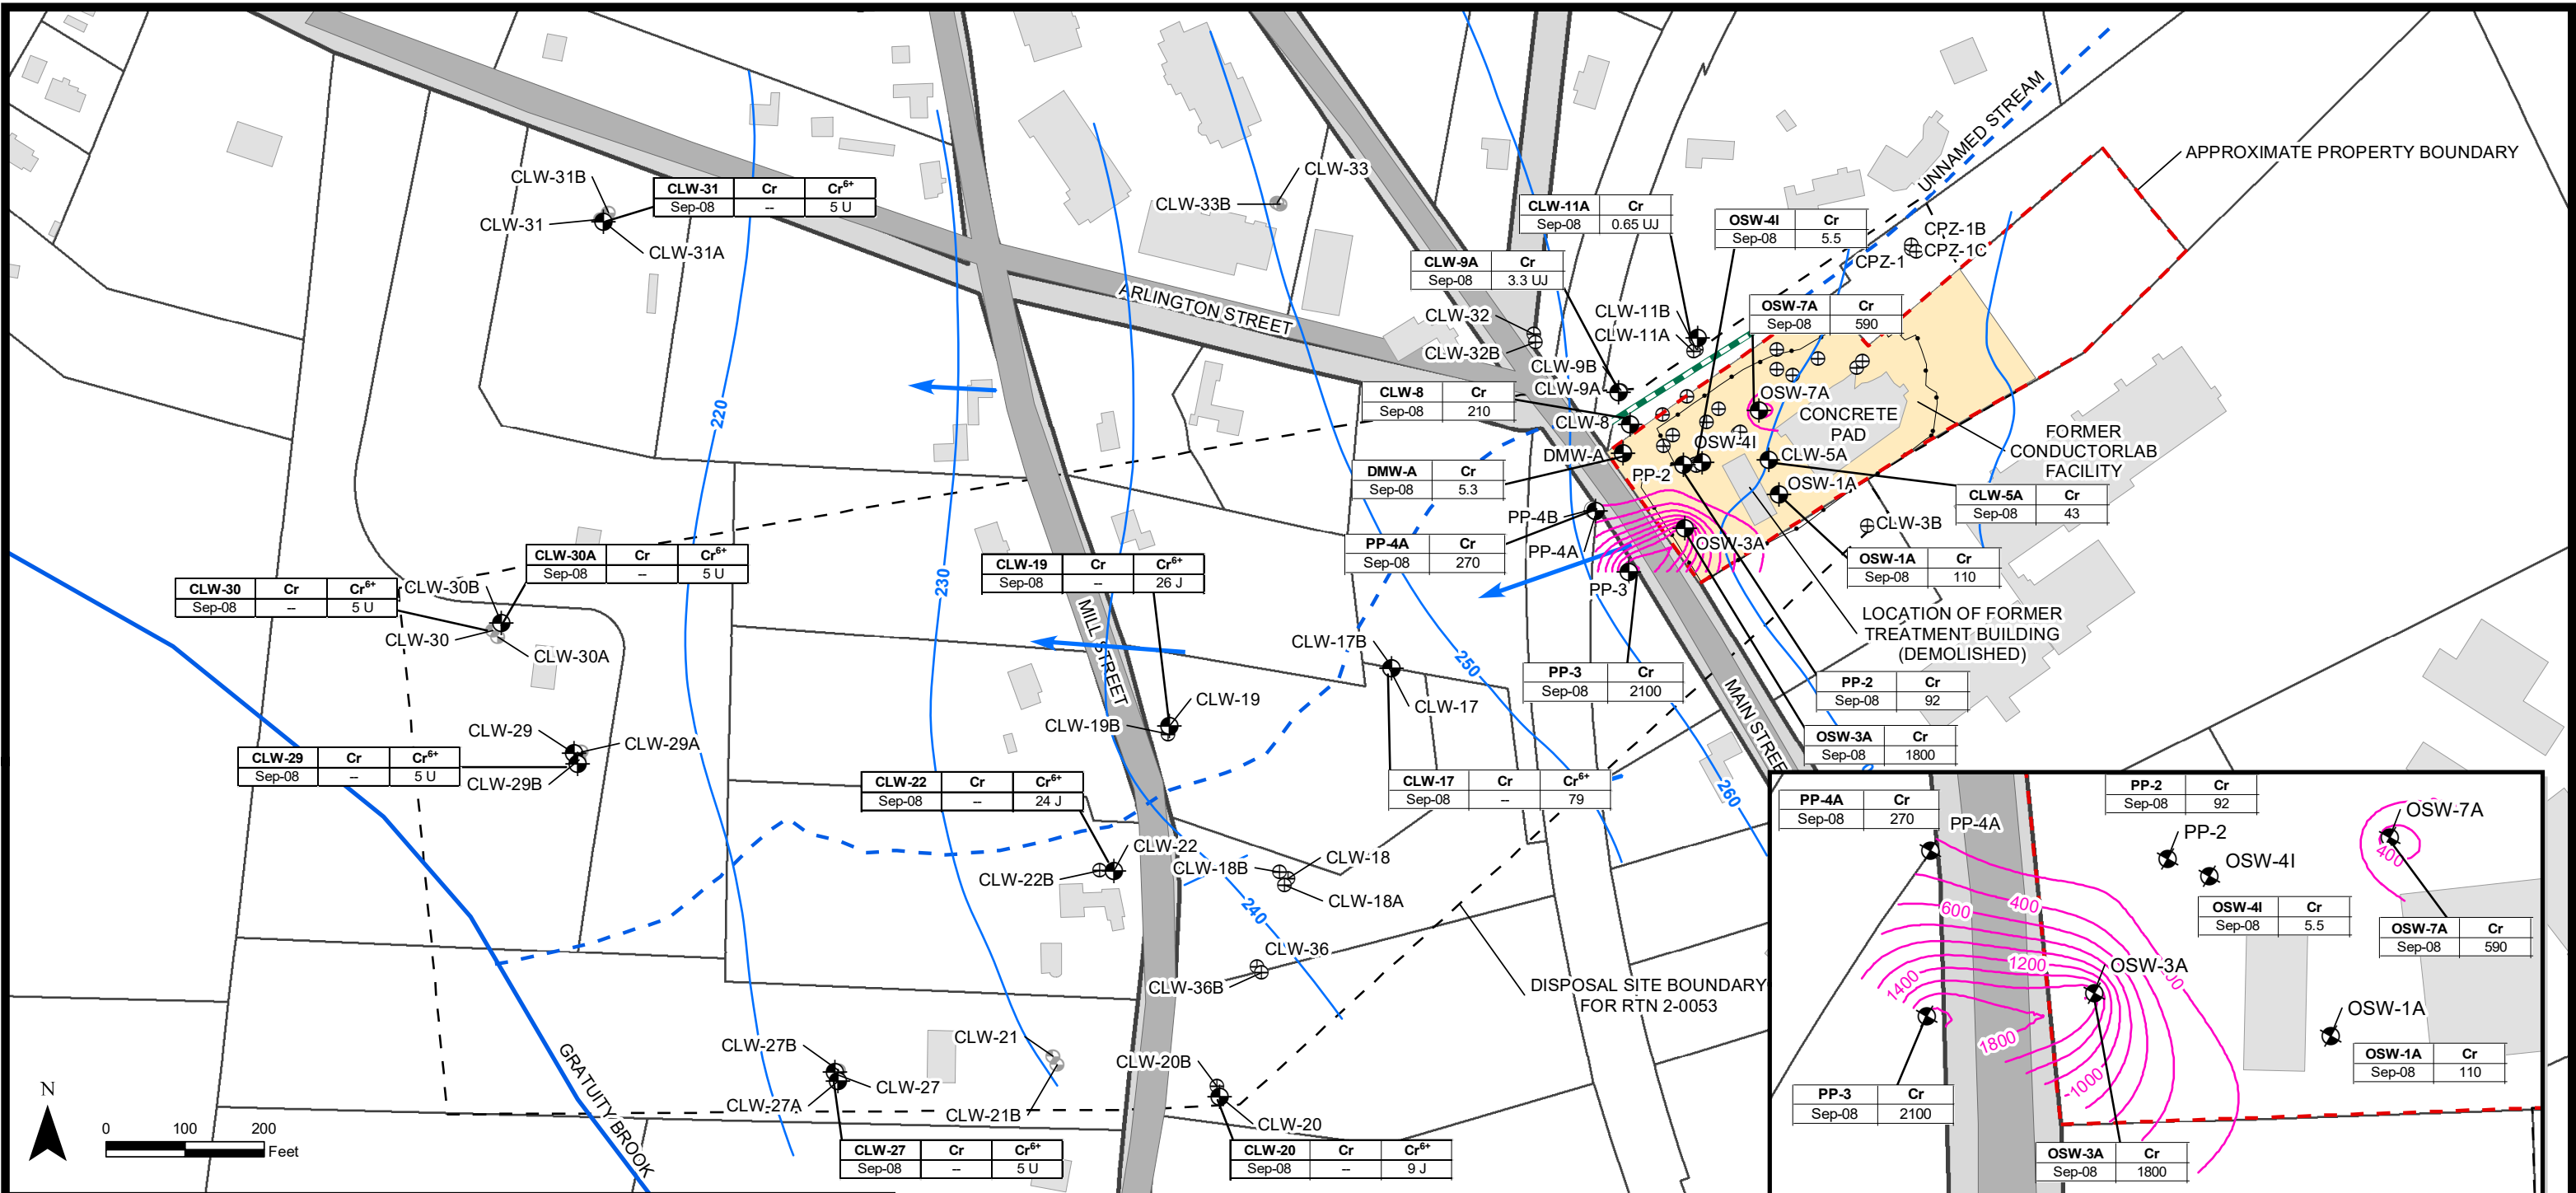 UNNAMED STREAM
APPROXIMATE PROPERTY BOUNDARY
CLW-31B
CLW-31 Cr Cr6+
Sep-08 -- 5 U
CLW-31
CLW-31A
CLW-33
CLW-33B
CLW-11A Cr
Sep-08 0.65 UJ
OSW-4I Cr
Sep-08 5.5
CPZ-1B
CPZ-1C
CPZ-1
CLW-9A Cr
Sep-08 3.3 UJ
ARLINGTON STREET
CLW-32
CLW-32B
CLW-11B
CLW-11A
OSW-7A Cr
Sep-08 590
CLW-9B
CLW-9A
CLW-8 Cr
Sep-08 210
CLW-8
OSW-7A
CONCRETE
PAD
220
OSW-4I
DMW-A
FORMER
CONDUCTORLAB
FACILITY
DMW-A Cr
Sep-08 5.3
PP-2
CLW-5A
OSW-1A
CLW-5A Cr
Sep-08 43
PP-4B
CLW-3B
PP-4A Cr
Sep-08 270
PP-4A
OSW-3A
OSW-1A Cr
Sep-08 110
CLW-30A Cr Cr6+
Sep-08 -- 5 U
CLW-19 Cr Cr6+
Sep-08 -- 26 J
230
CLW-30 Cr Cr6+
Sep-08 -- 5 U
CLW-30B
PP-3
LOCATION OF FORMER
TREATMENT BUILDING
(DEMOLISHED)
CLW-30
CLW-30A
MILL STREET
CLW-17B
250
PP-3 Cr
Sep-08 2100
PP-2 Cr
Sep-08 92
CLW-17
CLW-19
CLW-19B
MAIN STREET
OSW-3A Cr
Sep-08 1800
CLW-29
CLW-29A
CLW-29 Cr Cr6+
Sep-08 -- 5 U
CLW-29B
CLW-22 Cr Cr6+
Sep-08 -- 24 J
CLW-17 Cr Cr6+
Sep-08 -- 79
260
CLW-22
CLW-22B
CLW-18B
CLW-18
CLW-18A
240
CLW-36
CLW-36B
DISPOSAL SITE BOUNDARY
FOR RTN 2-0053
CLW-21
CLW-21B
CLW-27B
CLW-27
CLW-27A
CLW-20B
CLW-20
GRATUITY BROOK
N
0 100 200
Feet
CLW-27 Cr Cr6+
Sep-08 -- 5 U
CLW-20 Cr Cr6+
Sep-08 -- 9 J
PP-4A Cr
Sep-08 270
PP-4A
PP-2 Cr
Sep-08 92
PP-2
OSW-7A
400
OSW-4I
OSW-4I Cr
Sep-08 5.5
OSW-7A Cr
Sep-08 590
600
400
1200
1400
OSW-3A
1800
1000
OSW-1A
OSW-1A Cr
Sep-08 110
PP-3 Cr
Sep-08 2100
OSW-3A Cr
Sep-08 1800